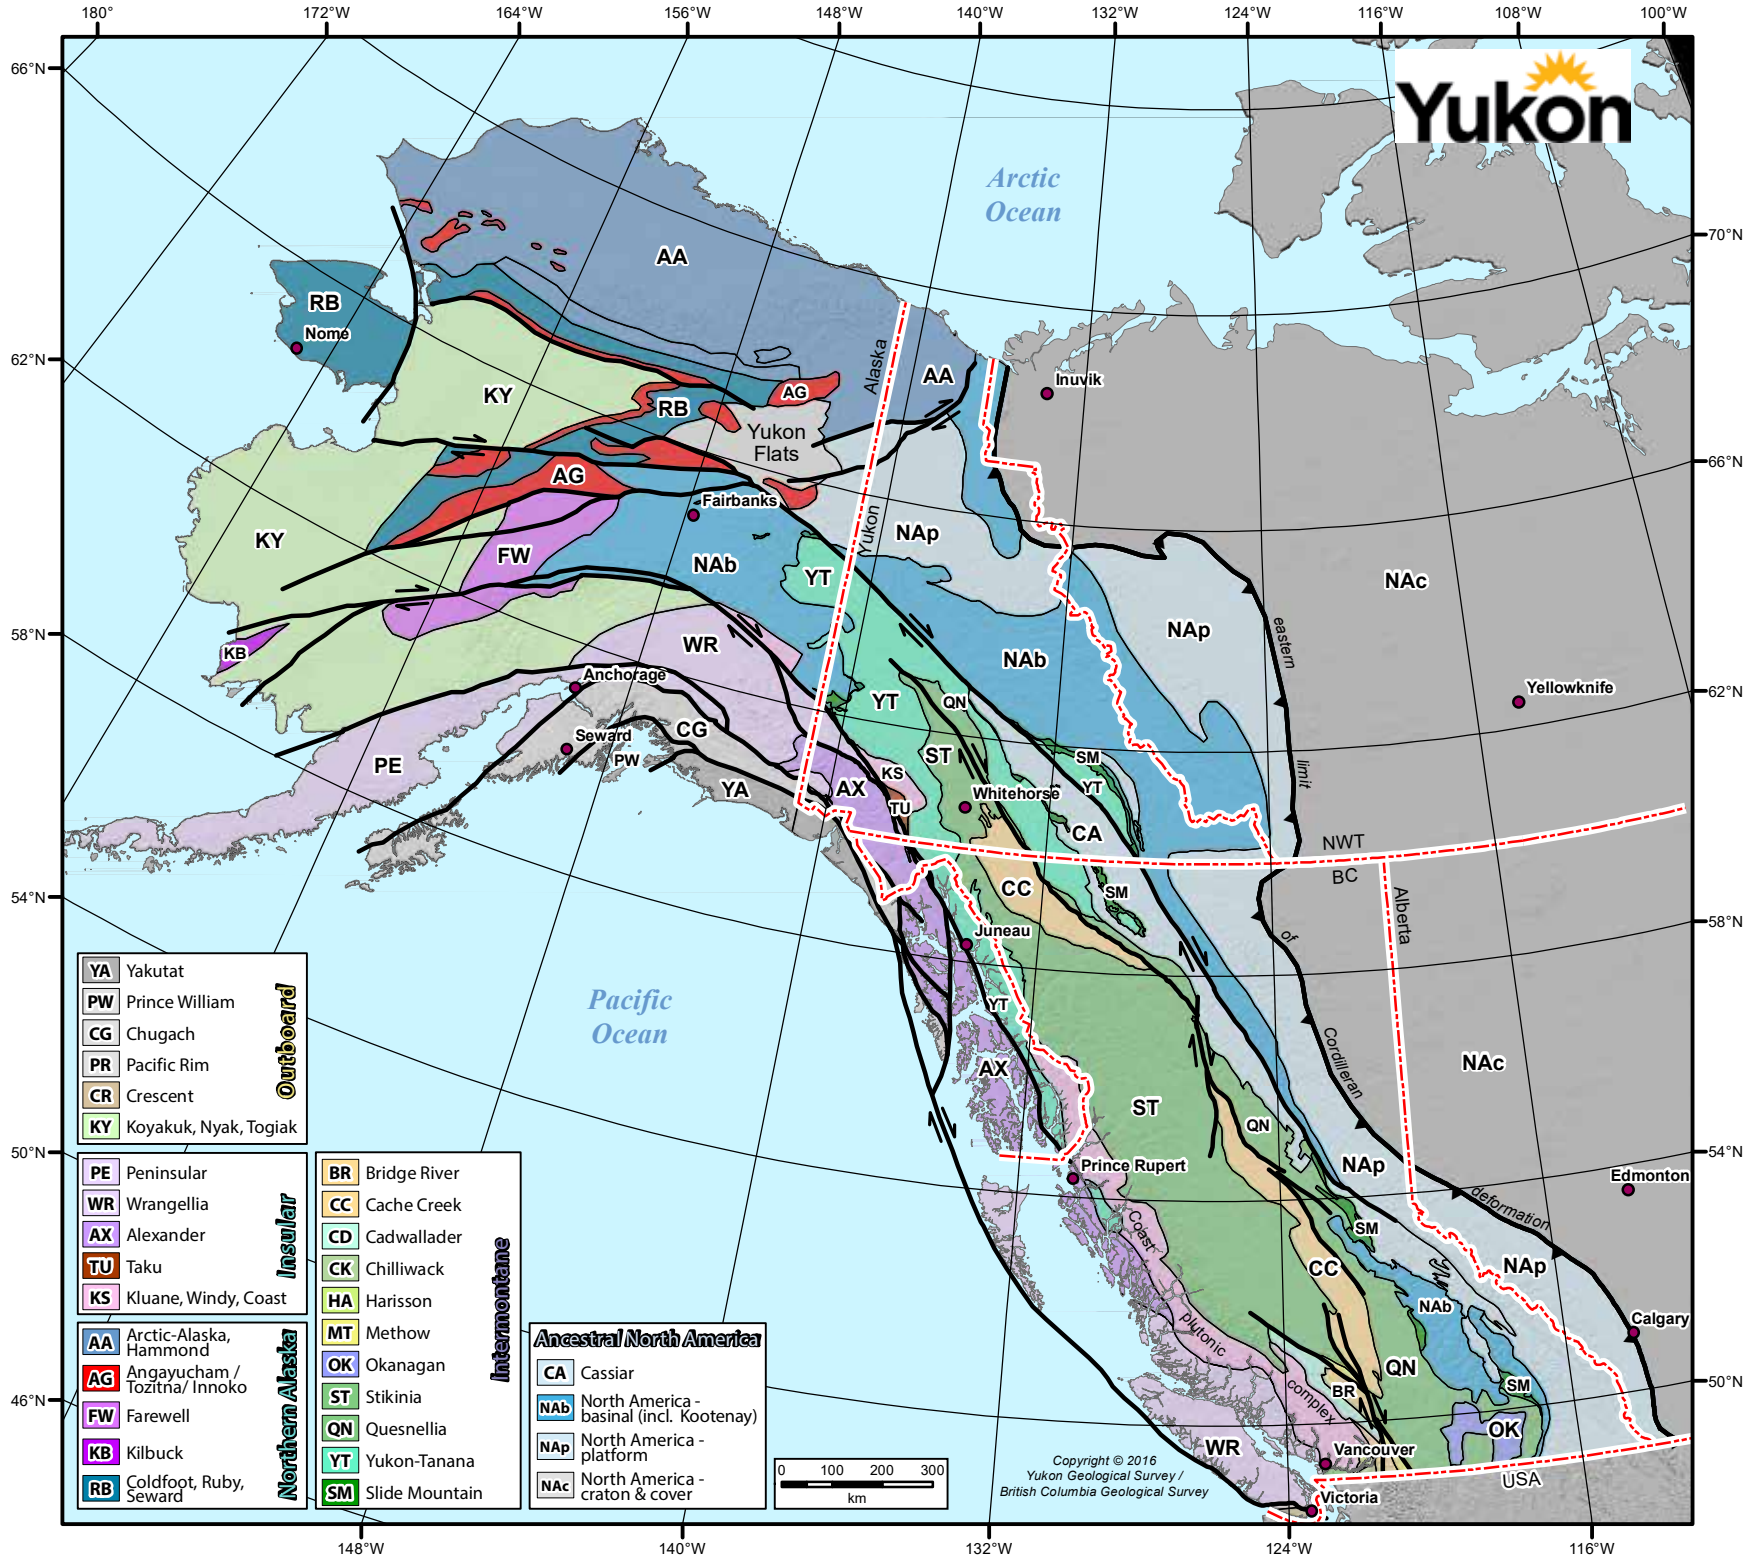 180°
172°W
164°W
156°W
148°W
140°W
132°W
124°W
116°W
108°W
100°W
66°N
62°N
58°N
54°N
50°N
46°N
70°N
66°N
62°N
58°N
54°N
50°N
148°W
140°W
132°W
124°W
116°W
Yukon
Arctic
Ocean
Pacific
Ocean
AA
RB
Nome
KY
AG
RB
Yukon
Flats
Alaska
AA
Inuvik
AG
Fairbanks
Yukon
NAp
KY
FW
NAb
YT
NAc
KB
WR
NAb
NAp
eastern
Anchorage
YT
QN
Yellowknife
Seward
CG
PW
PE
YA
AX
KS
TU
ST
SM
YT
Whitehorse
CA
limit
NWT
BC
Alberta
CC
SM
Juneau
of
YT
AX
Cordilleran
NAc
ST
QN
NAp
Prince Rupert
Edmonton
deformation
Coast
SM
CC
NAp
NAb
Calgary
plutonic
QN
SM
complex
BR
OK
WR
Vancouver
USA
Victoria
YA Yakutat
PW Prince William
CG Chugach
PR Pacific Rim
CR Crescent
KY Koyakuk, Nyak, Togiak
Outboard
PE Peninsular
WR Wrangellia
AX Alexander
TU Taku
KS Kluane, Windy, Coast
Insular
AA Arctic-Alaska,
Hammond
AG Angayucham /
Tozitna/ Innoko
FW Farewell
KB Kilbuck
RB Coldfoot, Ruby,
Seward
Northern Alaska
BR Bridge River
CC Cache Creek
CD Cadwallader
CK Chilliwack
HA Harisson
MT Methow
OK Okanagan
ST Stikinia
QN Quesnellia
YT Yukon-Tanana
SM Slide Mountain
Intermontane
Ancestral North America
CA Cassiar
NAb North America -
basinal (incl. Kootenay)
NAp North America -
platform
NAc North America -
craton & cover
0 100 200 300
km
Copyright © 2016
Yukon Geological Survey /
British Columbia Geological Survey